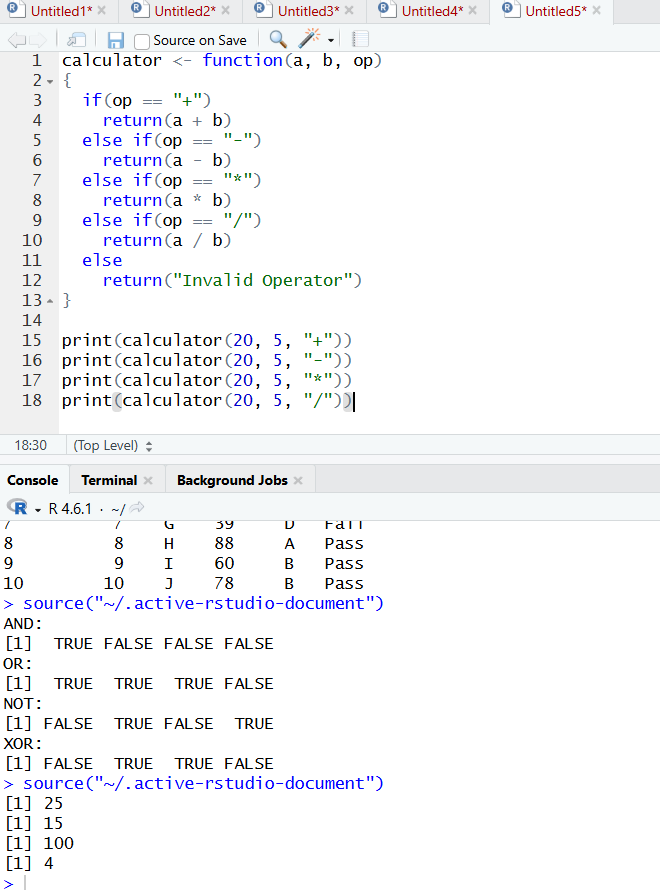 Untitled1* Untitled2* Untitled3* Untitled4* Untitled5*
Source on Save
1 calculator <- function(a, b, op)
2 {
3   if(op == "+")
4     return(a + b)
5   else if(op == "-")
6     return(a - b)
7   else if(op == "*")
8     return(a * b)
9   else if(op == "/")
10     return(a / b)
11   else
12     return("Invalid Operator")
13 }
14
15 print(calculator(20, 5, "+"))
16 print(calculator(20, 5, "-"))
17 print(calculator(20, 5, "*"))
18 print(calculator(20, 5, "/"))
18:30 (Top Level)
Console Terminal Background Jobs
R 4.6.1 · ~/
7 7 G 39 D Fail
8 8 H 88 A Pass
9 9 I 60 B Pass
10 10 J 78 B Pass
> source("~/.active-rstudio-document")
AND:
[1]  TRUE FALSE FALSE FALSE
OR:
[1]  TRUE  TRUE  TRUE FALSE
NOT:
[1] FALSE  TRUE FALSE  TRUE
XOR:
[1] FALSE  TRUE  TRUE FALSE
> source("~/.active-rstudio-document")
[1] 25
[1] 15
[1] 100
[1] 4
>